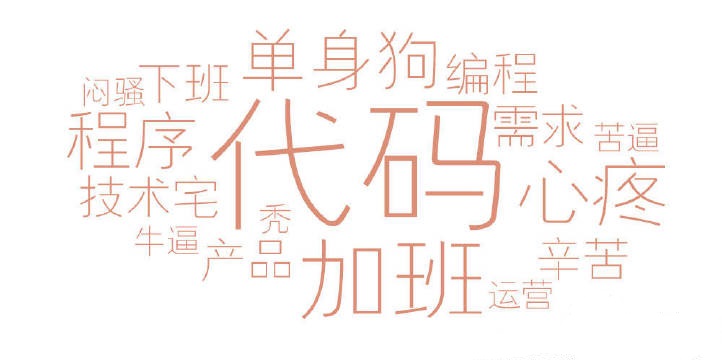 单身狗
编程
下班
闷骚
代码
程序
需求
苦逼
技术宅
心疼
秃
牛逼
产品
加班
辛苦
运营